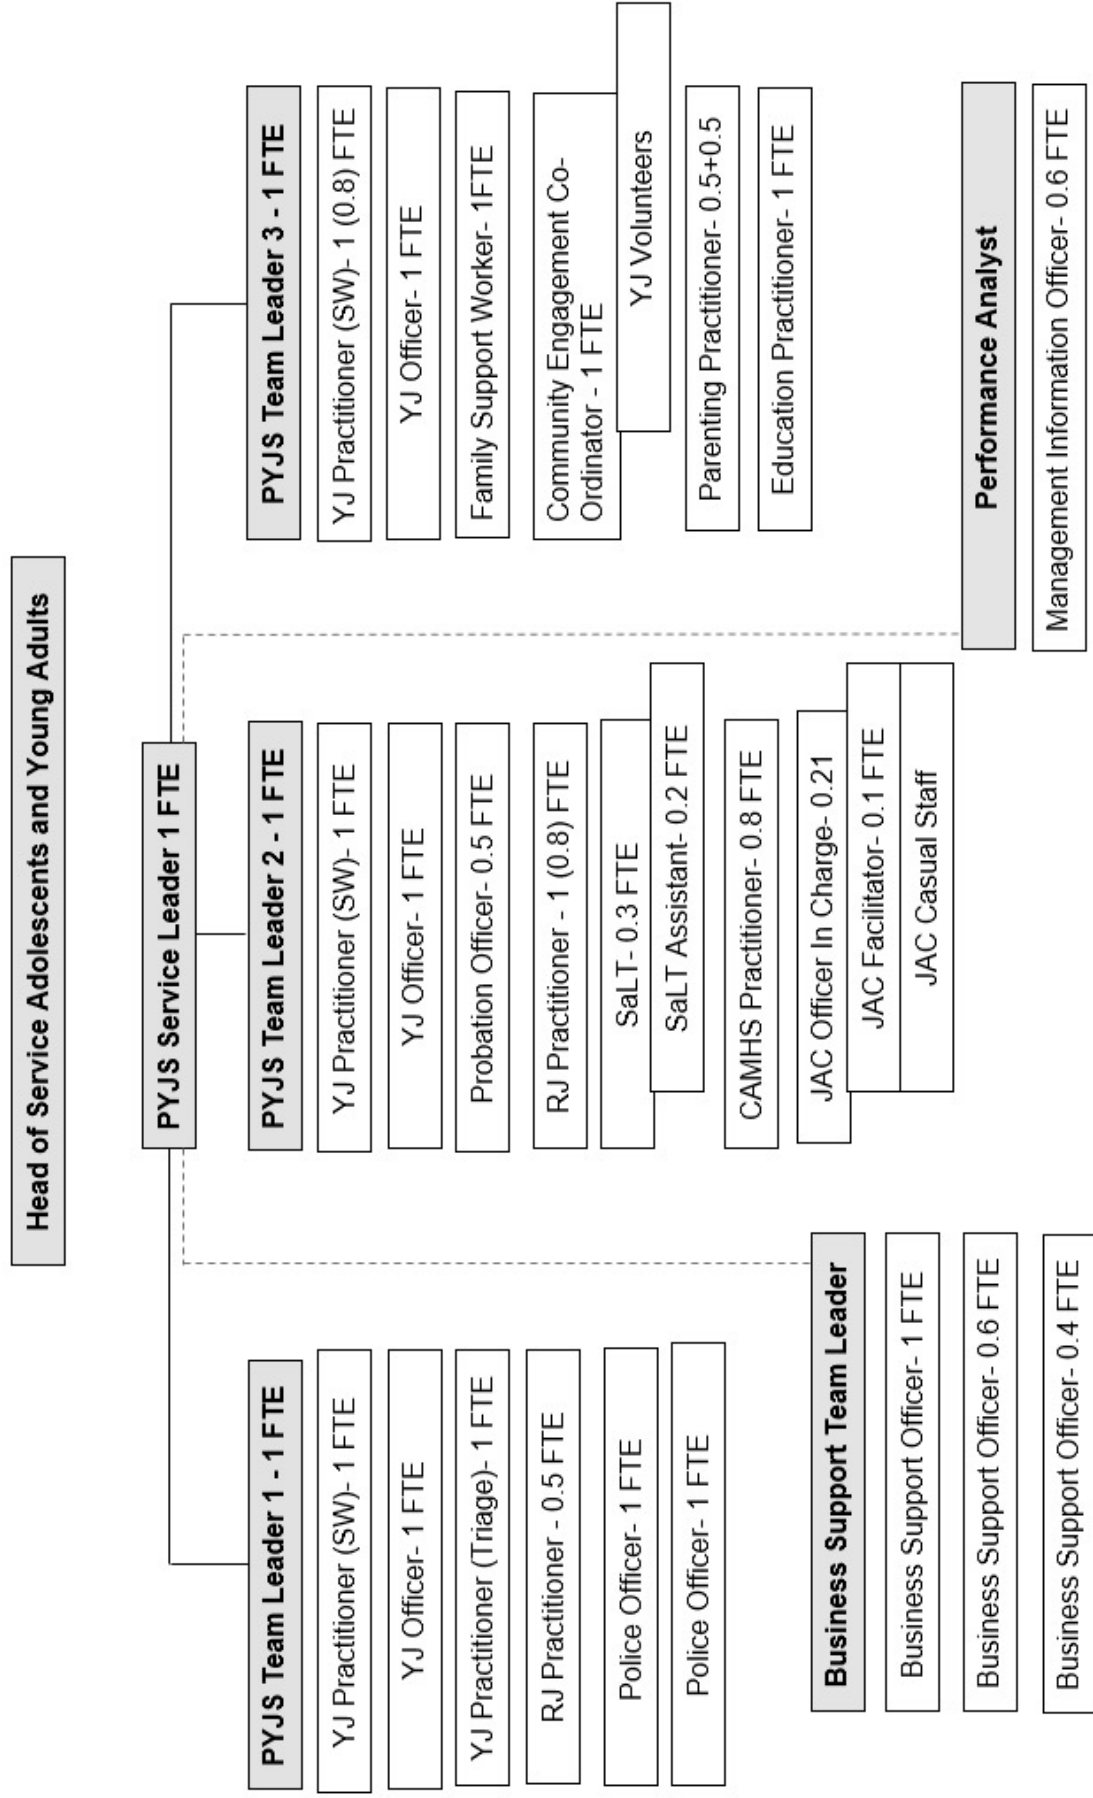 Head of Service Adolescents and Young Adults
PYJS Service Leader 1 FTE
PYJS Team Leader 1 - 1 FTE
YJ Practitioner (SW)- 1 FTE
YJ Officer- 1 FTE
YJ Practitioner (Triage)- 1 FTE
RJ Practitioner - 0.5 FTE
Police Officer- 1 FTE
Police Officer- 1 FTE
Business Support Team Leader
Business Support Officer- 1 FTE
Business Support Officer- 0.6 FTE
Business Support Officer- 0.4 FTE
PYJS Team Leader 2 - 1 FTE
YJ Practitioner (SW)- 1 FTE
YJ Officer- 1 FTE
Probation Officer- 0.5 FTE
RJ Practitioner - 1 (0.8) FTE
SaLT- 0.3 FTE
SaLT Assistant- 0.2 FTE
CAMHS Practitioner- 0.8 FTE
JAC Officer In Charge- 0.21
JAC Facilitator- 0.1 FTE
JAC Casual Staff
PYJS Team Leader 3 - 1 FTE
YJ Practitioner (SW)- 1 (0.8) FTE
YJ Officer- 1 FTE
Family Support Worker- 1FTE
Community Engagement Co-
Ordinator - 1 FTE
YJ Volunteers
Parenting Practitioner- 0.5+0.5
Education Practitioner- 1 FTE
Performance Analyst
Management Information Officer- 0.6 FTE